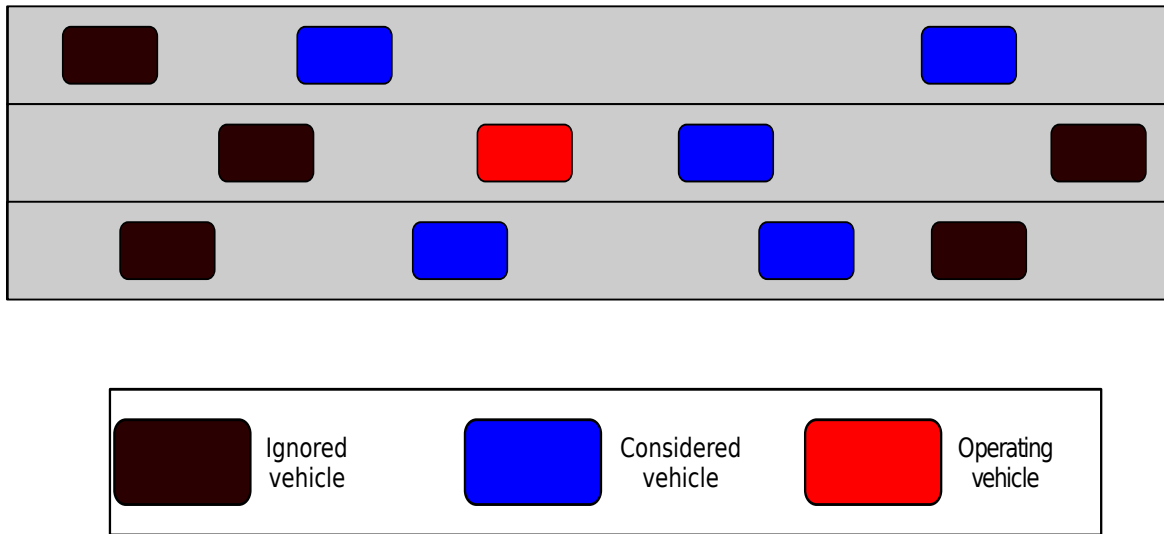 Ignored
vehicle
Considered
vehicle
Operating
vehicle